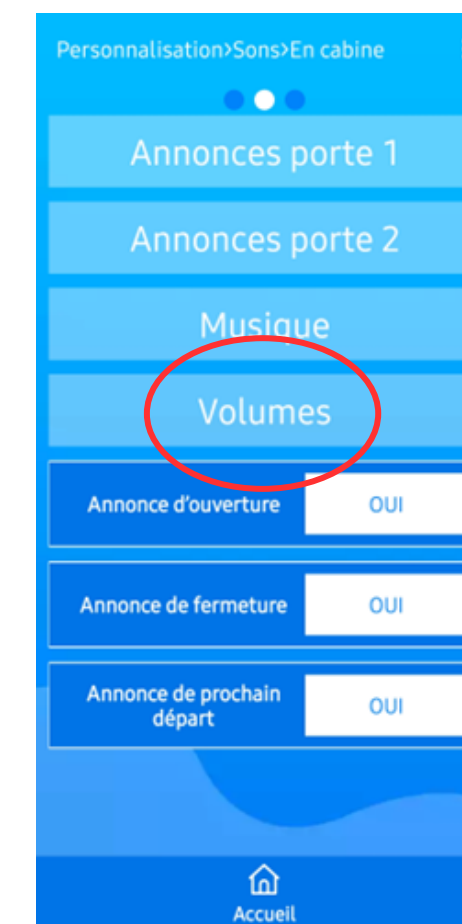 Personnalisation>Sons>En cabine
Annonces porte 1
Annonces porte 2
Musique
Volumes
Annonce d'ouverture OUI
Annonce de fermeture OUI
Annonce de prochain
départ OUI
Accueil